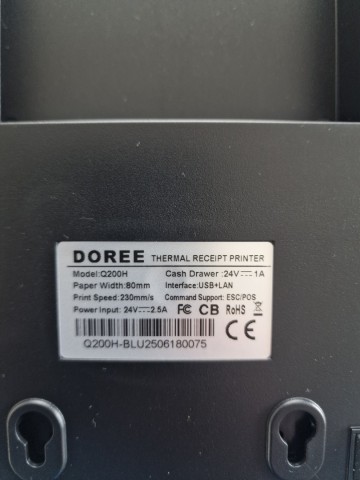 DOREE THERMAL RECEIPT PRINTER
Model:Q200H Cash Drawer :24V⎓1A
Paper Width:80mm Interface:USB+LAN
Print Speed:230mm/s Command Support: ESC/POS
Power Input: 24V⎓2.5A FC CB RoHS CE
Q200H-BLU2506180075